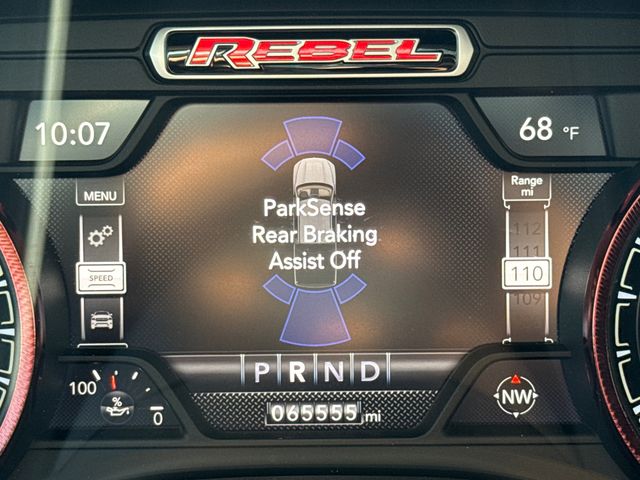 REBEL
10:07
68 °F
MENU
SPEED
ParkSense
Rear Braking
Assist Off
Range
mi
112
111
110
109
P R N D
100
%
0
065555 mi
NW